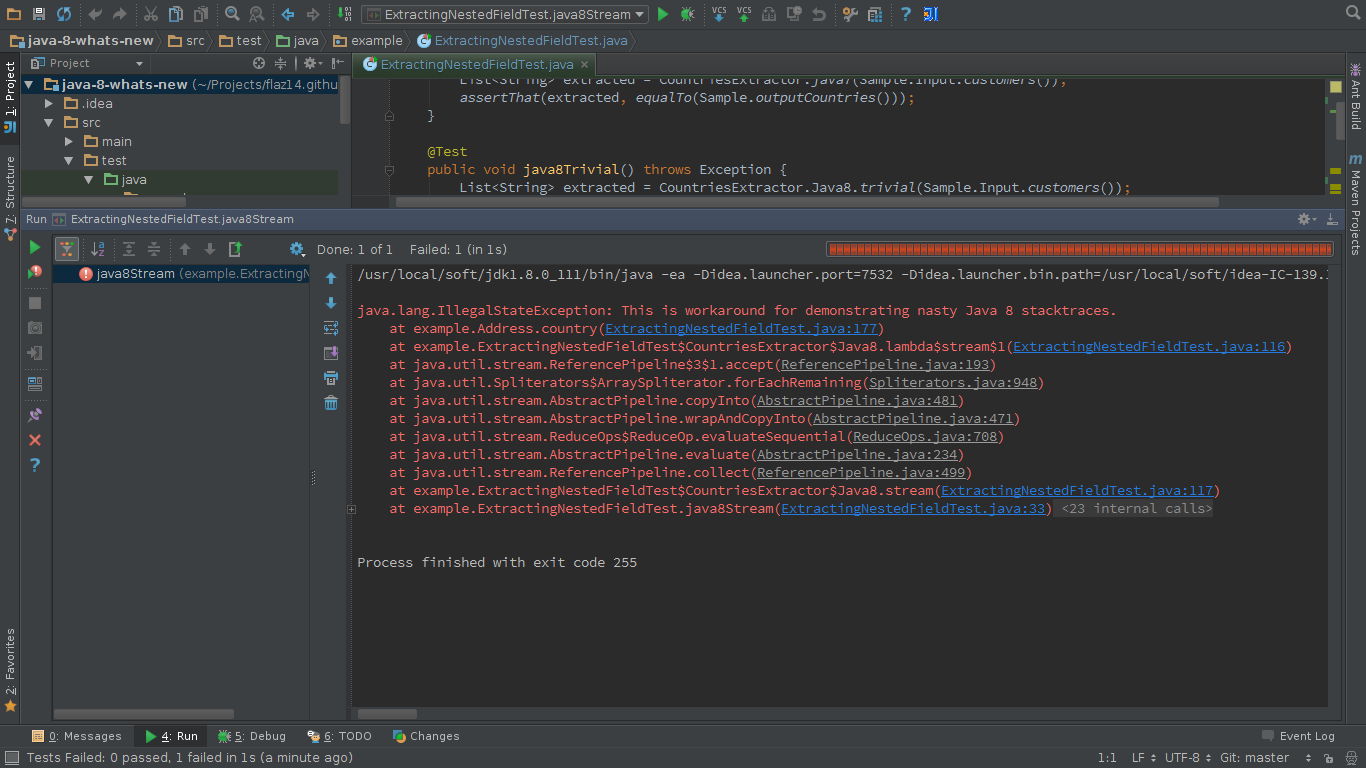 ExtractingNestedFieldTest.java8Stream
VCS VCS
java-8-whats-new src test java example ExtractingNestedFieldTest.java
1: Project
7: Structure
2: Favorites
Project
java-8-whats-new (~/Projects/flaz14.githu
.idea
src
main
test
java
ExtractingNestedFieldTest.java
List<String> extracted = CountriesExtractor.java7(Sample.Input.customers());
assertThat(extracted, equalTo(Sample.outputCountries()));
}
@Test
public void java8Trivial() throws Exception {
List<String> extracted = CountriesExtractor.Java8.trivial(Sample.Input.customers());
Ant Build
Maven Projects
Run ExtractingNestedFieldTest.java8Stream
Done: 1 of 1 Failed: 1 (in 1s)
java8Stream (example.ExtractingN
/usr/local/soft/jdk1.8.0_111/bin/java -ea -Didea.launcher.port=7532 -Didea.launcher.bin.path=/usr/local/soft/idea-IC-139.
java.lang.IllegalStateException: This is workaround for demonstrating nasty Java 8 stacktraces.
at example.Address.country(ExtractingNestedFieldTest.java:177)
at example.ExtractingNestedFieldTest$CountriesExtractor$Java8.lambda$stream$1(ExtractingNestedFieldTest.java:116)
at java.util.stream.ReferencePipeline$3$1.accept(ReferencePipeline.java:193)
at java.util.Spliterators$ArraySpliterator.forEachRemaining(Spliterators.java:948)
at java.util.stream.AbstractPipeline.copyInto(AbstractPipeline.java:481)
at java.util.stream.AbstractPipeline.wrapAndCopyInto(AbstractPipeline.java:471)
at java.util.stream.ReduceOps$ReduceOp.evaluateSequential(ReduceOps.java:708)
at java.util.stream.AbstractPipeline.evaluate(AbstractPipeline.java:234)
at java.util.stream.ReferencePipeline.collect(ReferencePipeline.java:499)
at example.ExtractingNestedFieldTest$CountriesExtractor$Java8.stream(ExtractingNestedFieldTest.java:117)
at example.ExtractingNestedFieldTest.java8Stream(ExtractingNestedFieldTest.java:33) <23 internal calls>
Process finished with exit code 255
0: Messages 4: Run 5: Debug 6: TODO Changes Event Log
Tests Failed: 0 passed, 1 failed in 1s (a minute ago) 1:1 LF UTF-8 Git: master